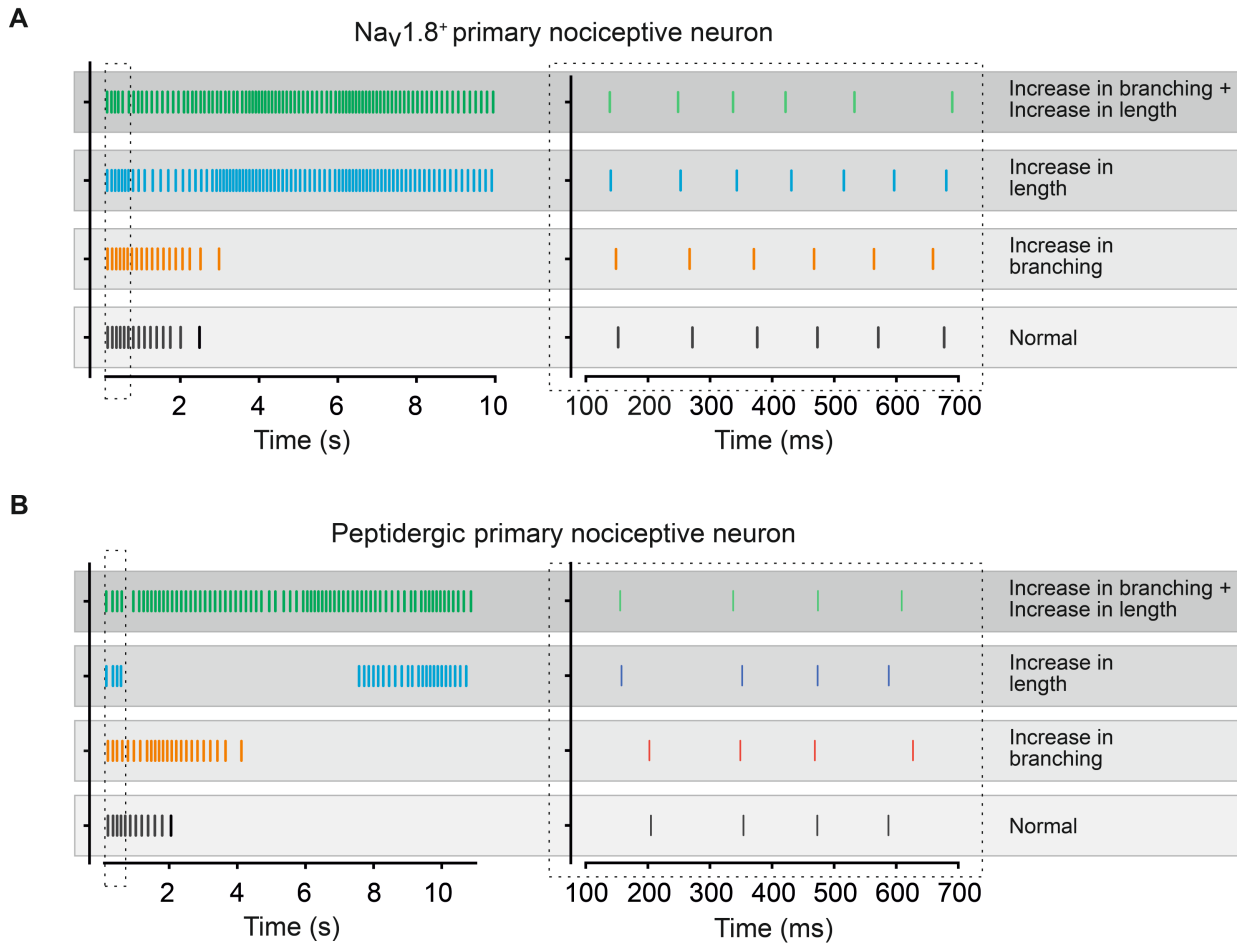 A
Naᵥ1.8⁺ primary nociceptive neuron
Increase in branching +
Increase in length
Increase in
length
Increase in
branching
Normal
2 4 6 8 10 100 200 300 400 500 600 700
Time (s) Time (ms)
B
Peptidergic primary nociceptive neuron
Increase in branching +
Increase in length
Increase in
length
Increase in
branching
Normal
2 4 6 8 10 100 200 300 400 500 600 700
Time (s) Time (ms)